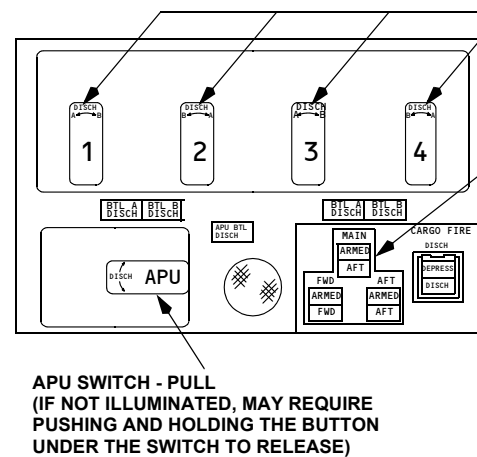 DISCH
A B
1
DISCH
B A
2
DISCH
A B
3
DISCH
B A
4
BTL A DISCH
BTL B DISCH
BTL A DISCH
BTL B DISCH
APU BTL
DISCH
DISCH
APU
MAIN
ARMED
AFT
FWD
ARMED
FWD
AFT
ARMED
AFT
CARGO FIRE
DISCH
DEPRESS
DISCH
APU SWITCH - PULL
(IF NOT ILLUMINATED, MAY REQUIRE
PUSHING AND HOLDING THE BUTTON
UNDER THE SWITCH TO RELEASE)